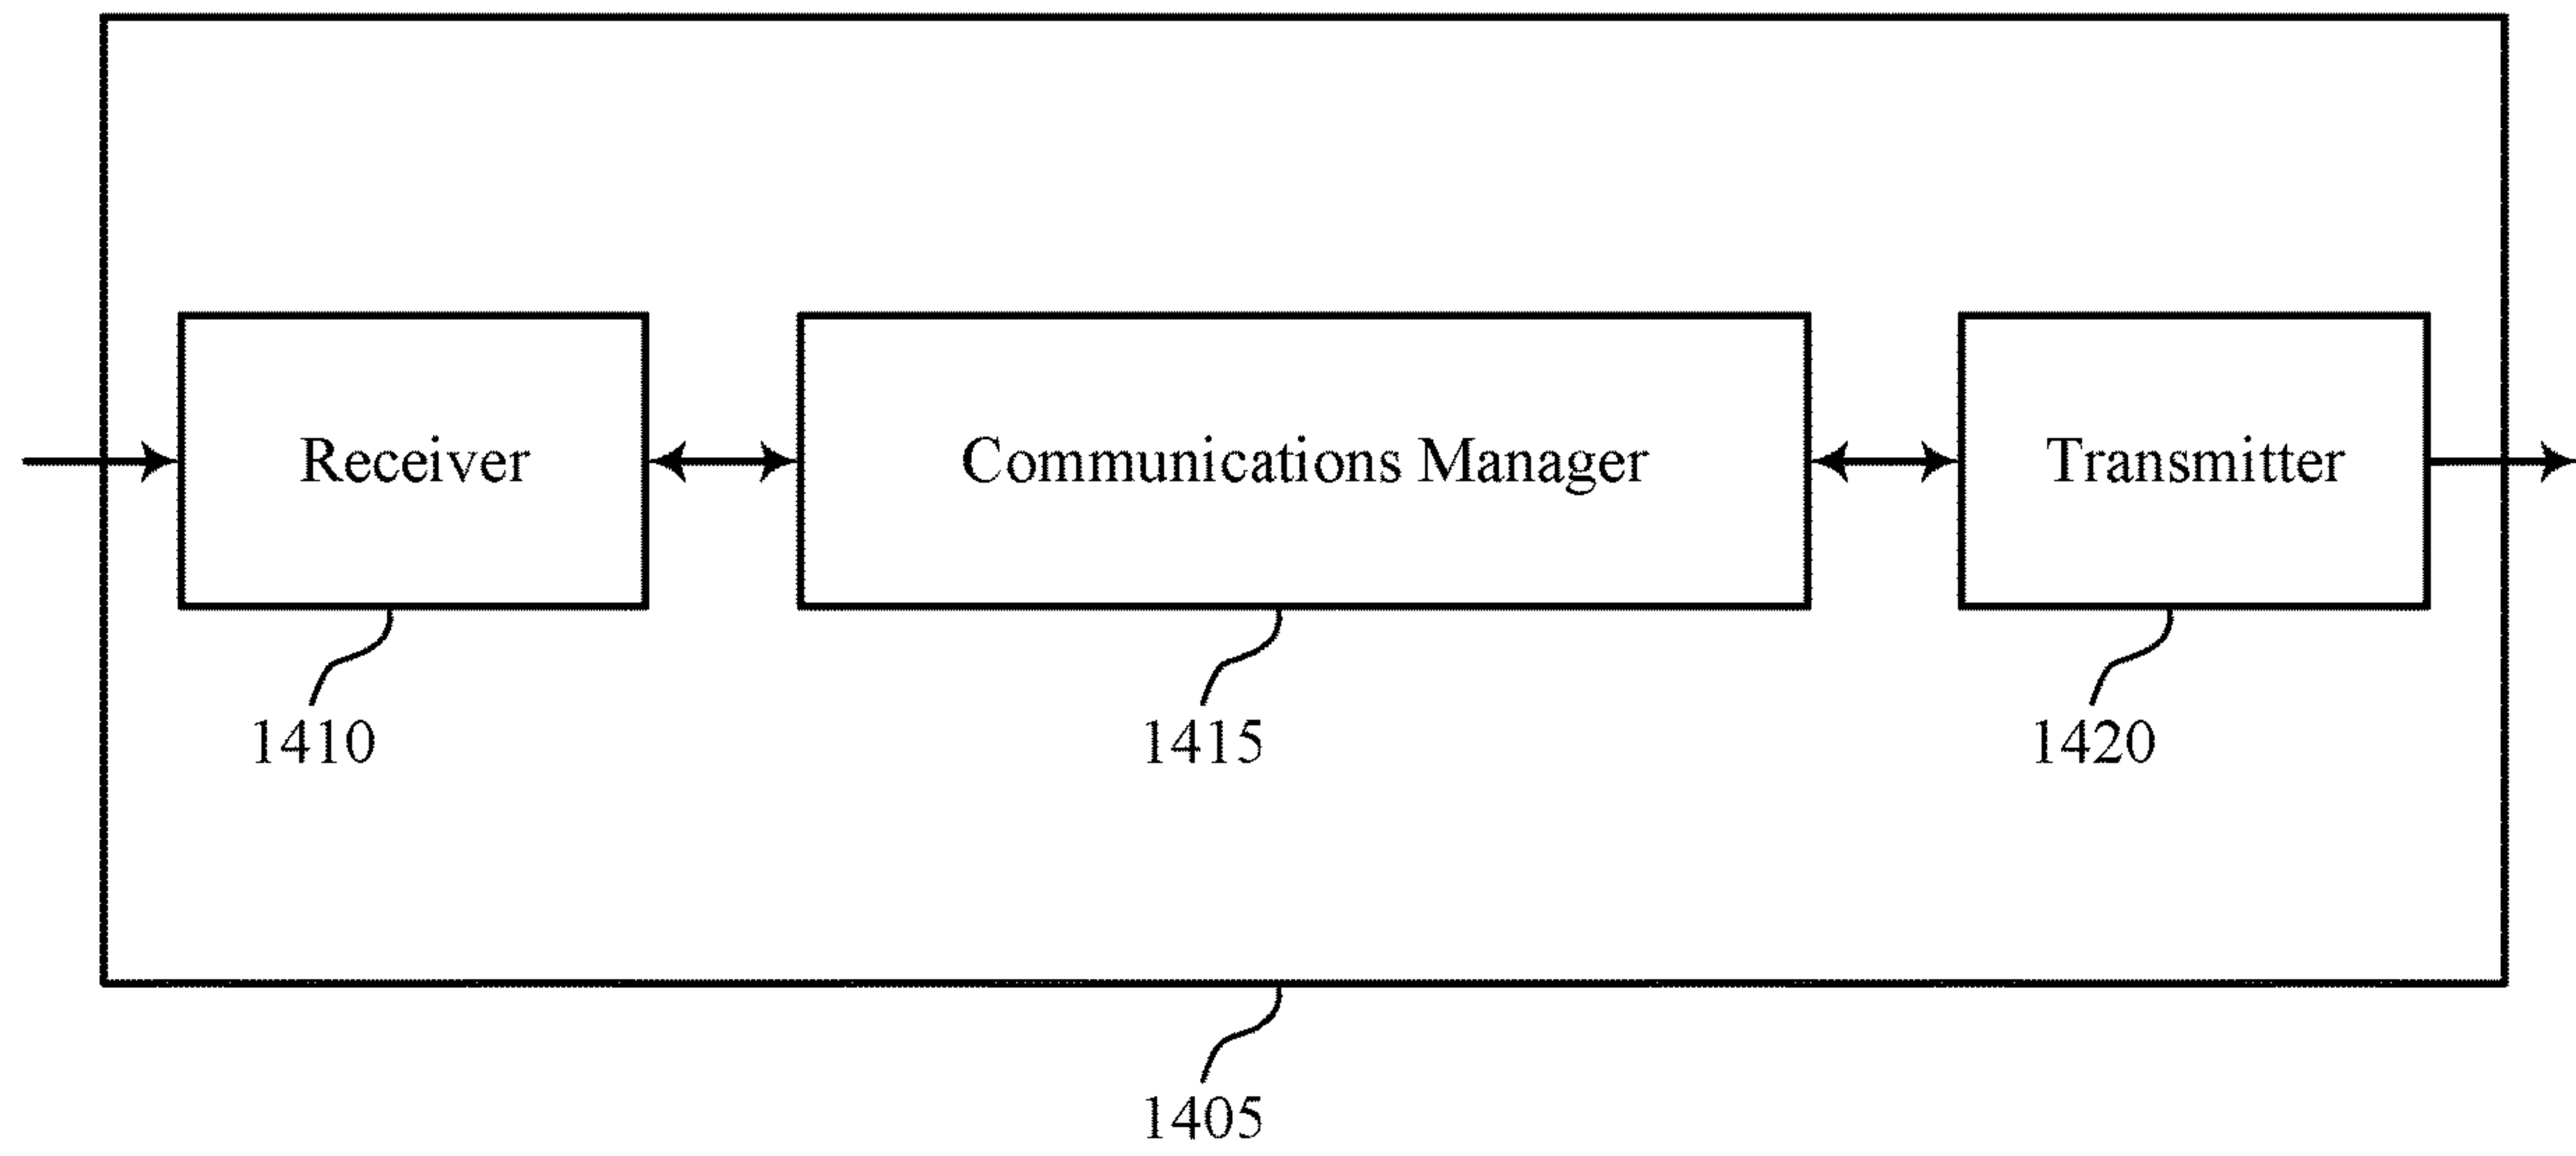 Receiver
Communications Manager
Transmitter
1410
1415
1420
1405